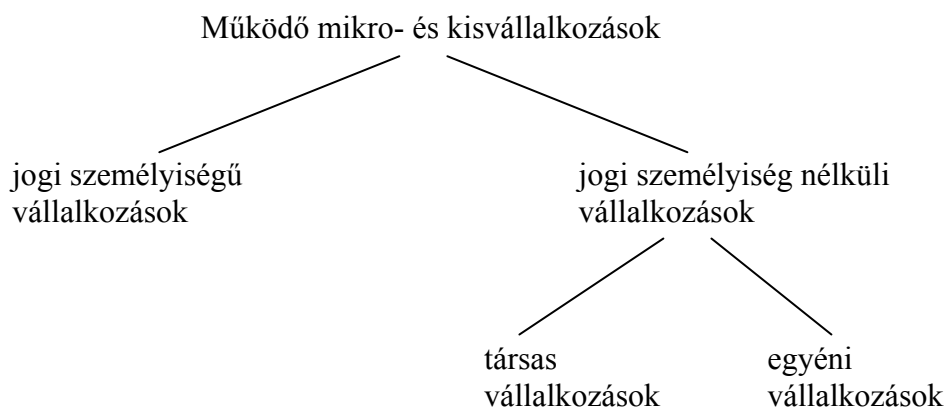 Működő mikro- és kisvállalkozások
jogi személyiségű
vállalkozások
jogi személyiség nélküli
vállalkozások
társas
vállalkozások
egyéni
vállalkozások